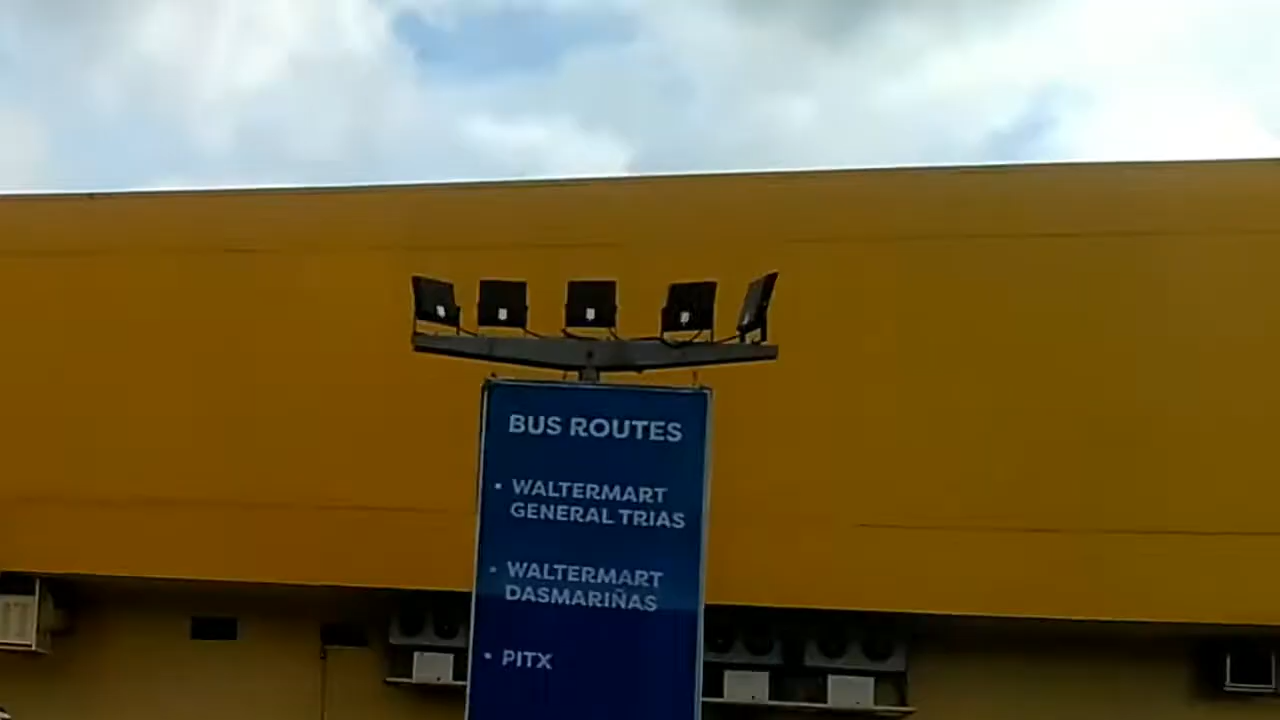 BUS ROUTES
• WALTERMART
GENERAL TRIAS
• WALTERMART
DASMARIÑAS
• PITX